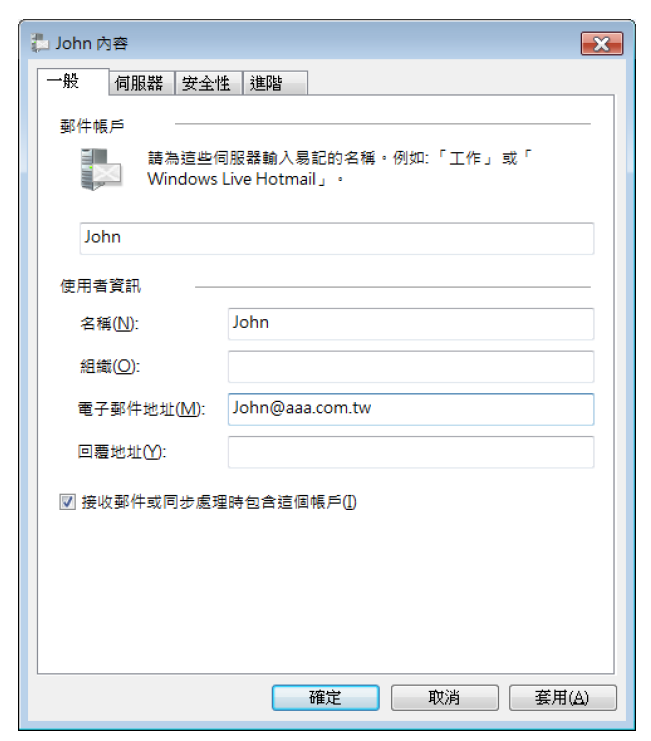 John 內容
一般 伺服器 安全性 進階
郵件帳戶
請為這些伺服器輸入易記的名稱。例如:「工作」或「
Windows Live Hotmail」。
John
使用者資訊
名稱(N): John
組織(O):
電子郵件地址(M): John@aaa.com.tw
回覆地址(Y):
接收郵件或同步處理時包含這個帳戶(I)
確定 取消 套用(A)